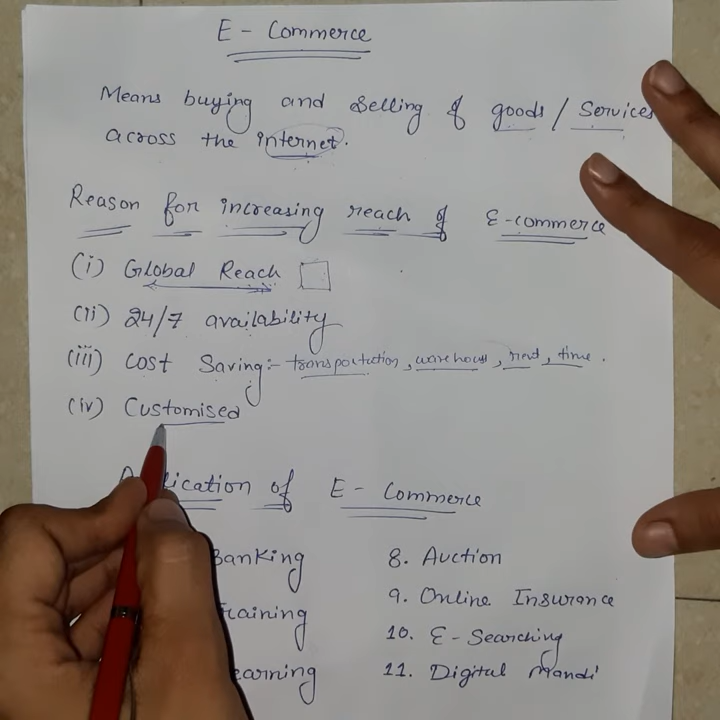 E - Commerce
Means buying and selling of goods / Services
across the internet.
Reason for increasing reach of E-commerce
(i) Global Reach
(ii) 24/7 availability
(iii) Cost Saving:- transportation, warehouse, rent, time.
(iv) Customised
of E - Commerce
Banking
8. Auction
Training
9. Online Insurance
10. E-Searching
11. Digital Mandi